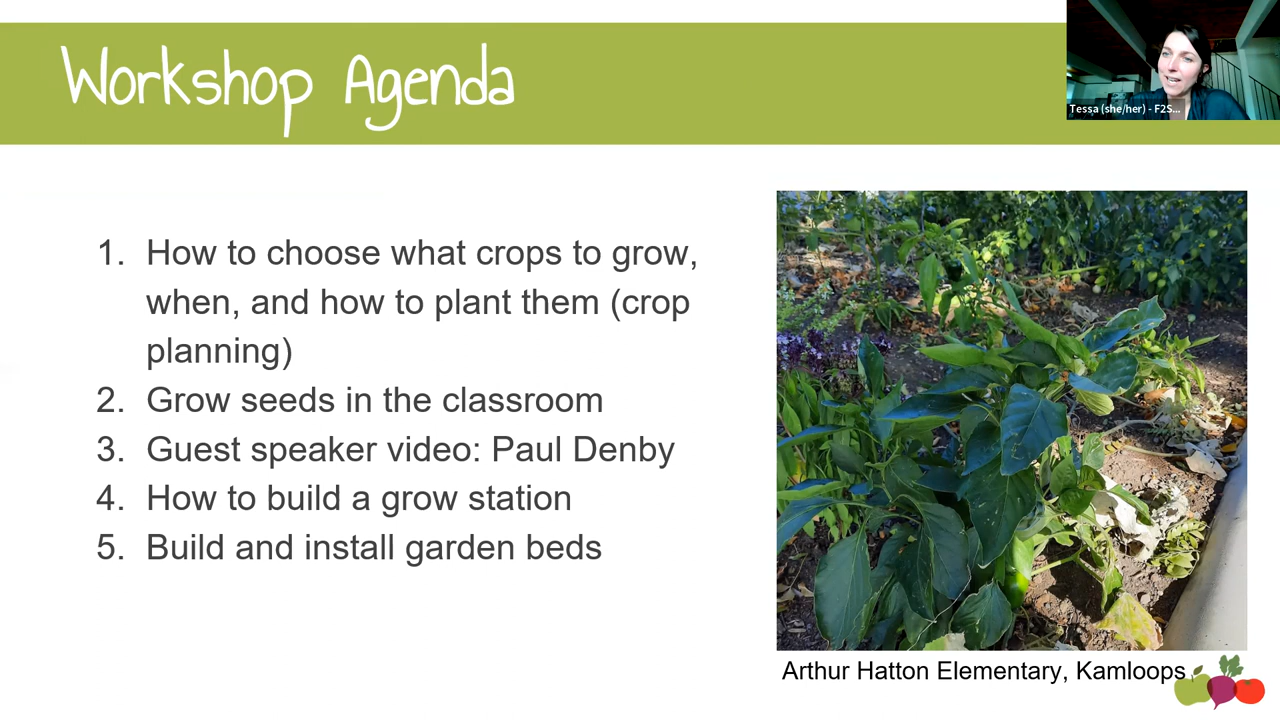 Workshop Agenda
Tessa (she/her) - F2S...
1. How to choose what crops to grow,
when, and how to plant them (crop
planning)
2. Grow seeds in the classroom
3. Guest speaker video: Paul Denby
4. How to build a grow station
5. Build and install garden beds
Arthur Hatton Elementary, Kamloops